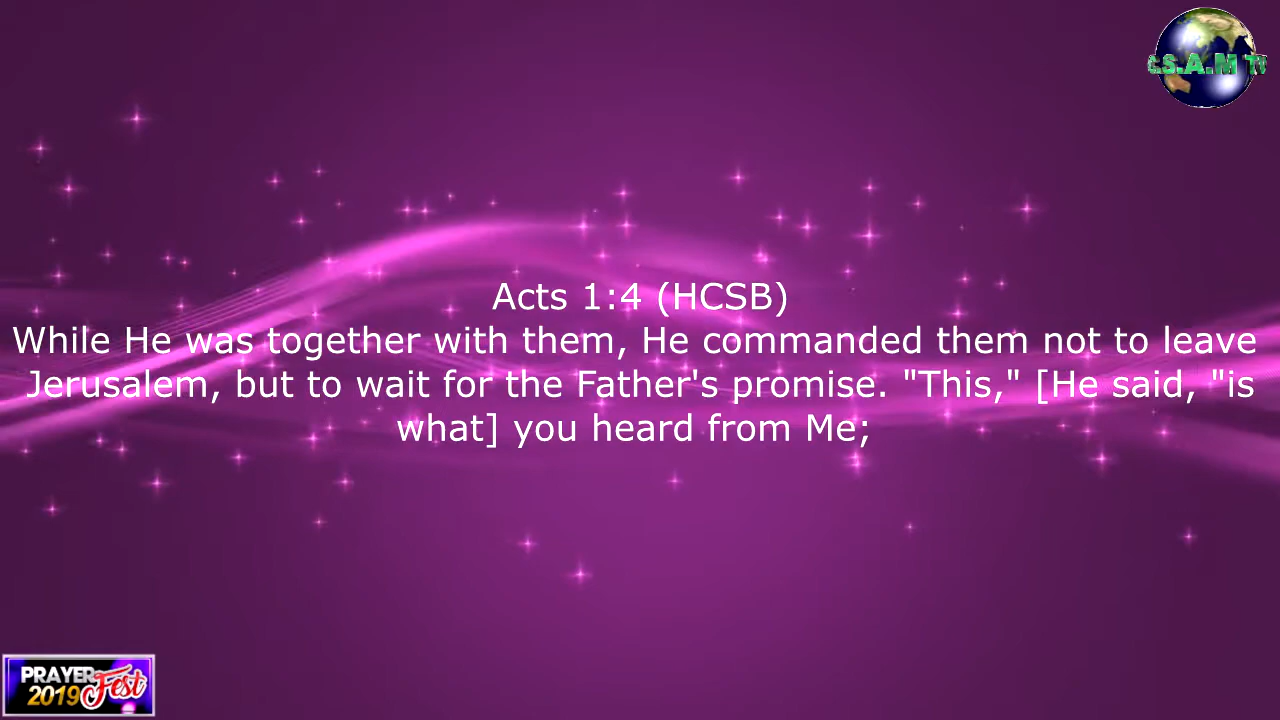 C.S.A.M TV
Acts 1:4 (HCSB)
While He was together with them, He commanded them not to leave
Jerusalem, but to wait for the Father's promise. "This," [He said, "is
what] you heard from Me;
PRAYER
2019 Fest